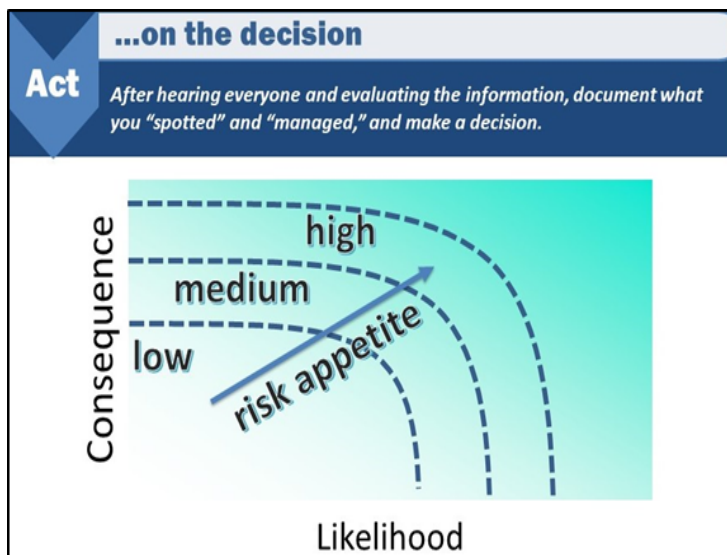 ...on the decision
Act
After hearing everyone and evaluating the information, document what
you “spotted” and “managed,” and make a decision.
high
medium
low
risk appetite
Consequence
Likelihood